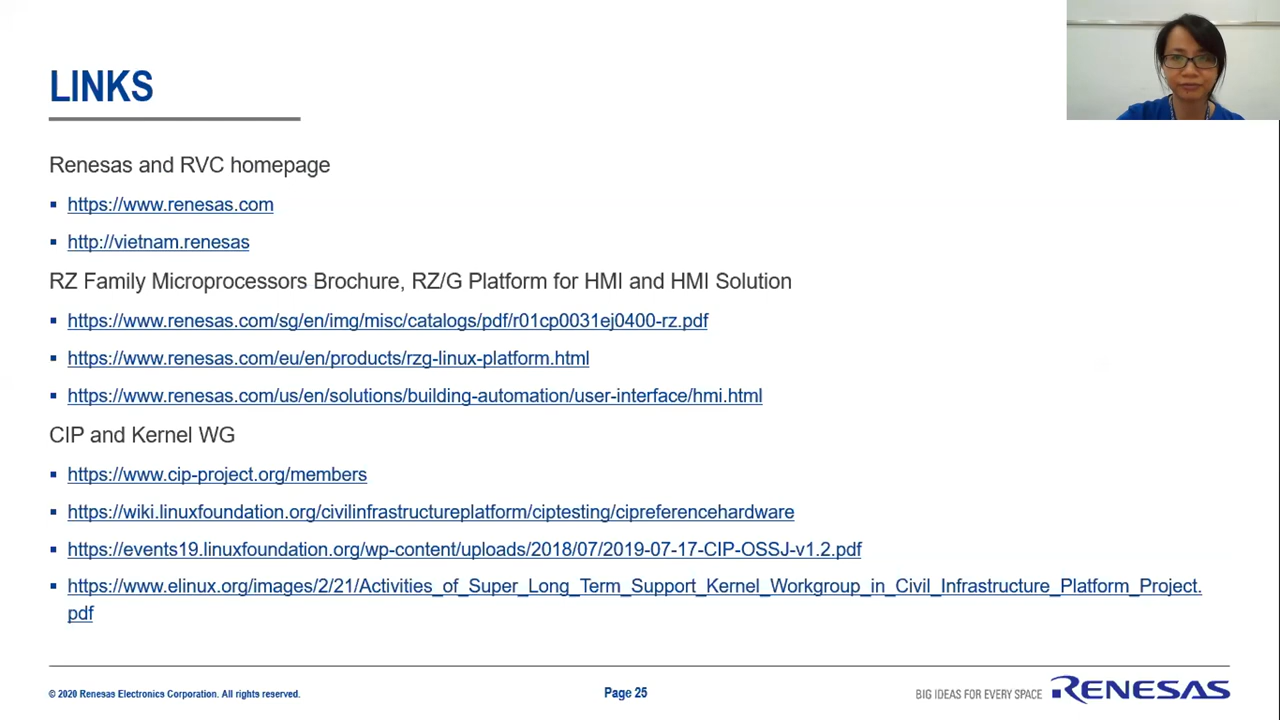 LINKS
Renesas and RVC homepage
▪ https://www.renesas.com
▪ http://vietnam.renesas
RZ Family Microprocessors Brochure, RZ/G Platform for HMI and HMI Solution
▪ https://www.renesas.com/sg/en/img/misc/catalogs/pdf/r01cp0031ej0400-rz.pdf
▪ https://www.renesas.com/eu/en/products/rzg-linux-platform.html
▪ https://www.renesas.com/us/en/solutions/building-automation/user-interface/hmi.html
CIP and Kernel WG
▪ https://www.cip-project.org/members
▪ https://wiki.linuxfoundation.org/civilinfrastructureplatform/ciptesting/cipreferencehardware
▪ https://events19.linuxfoundation.org/wp-content/uploads/2018/07/2019-07-17-CIP-OSSJ-v1.2.pdf
▪ https://www.elinux.org/images/2/21/Activities_of_Super_Long_Term_Support_Kernel_Workgroup_in_Civil_Infrastructure_Platform_Project.
pdf
© 2020 Renesas Electronics Corporation. All rights reserved.
Page 25
BIG IDEAS FOR EVERY SPACE RENESAS